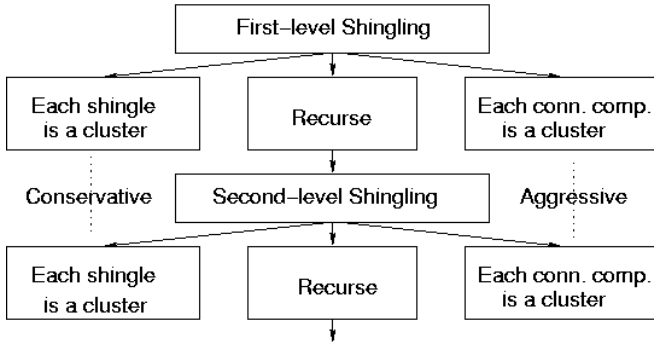 First-level Shingling
Each shingle
is a cluster
Recurse
Each conn. comp.
is a cluster
Conservative
Second-level Shingling
Aggressive
Each shingle
is a cluster
Recurse
Each conn. comp.
is a cluster